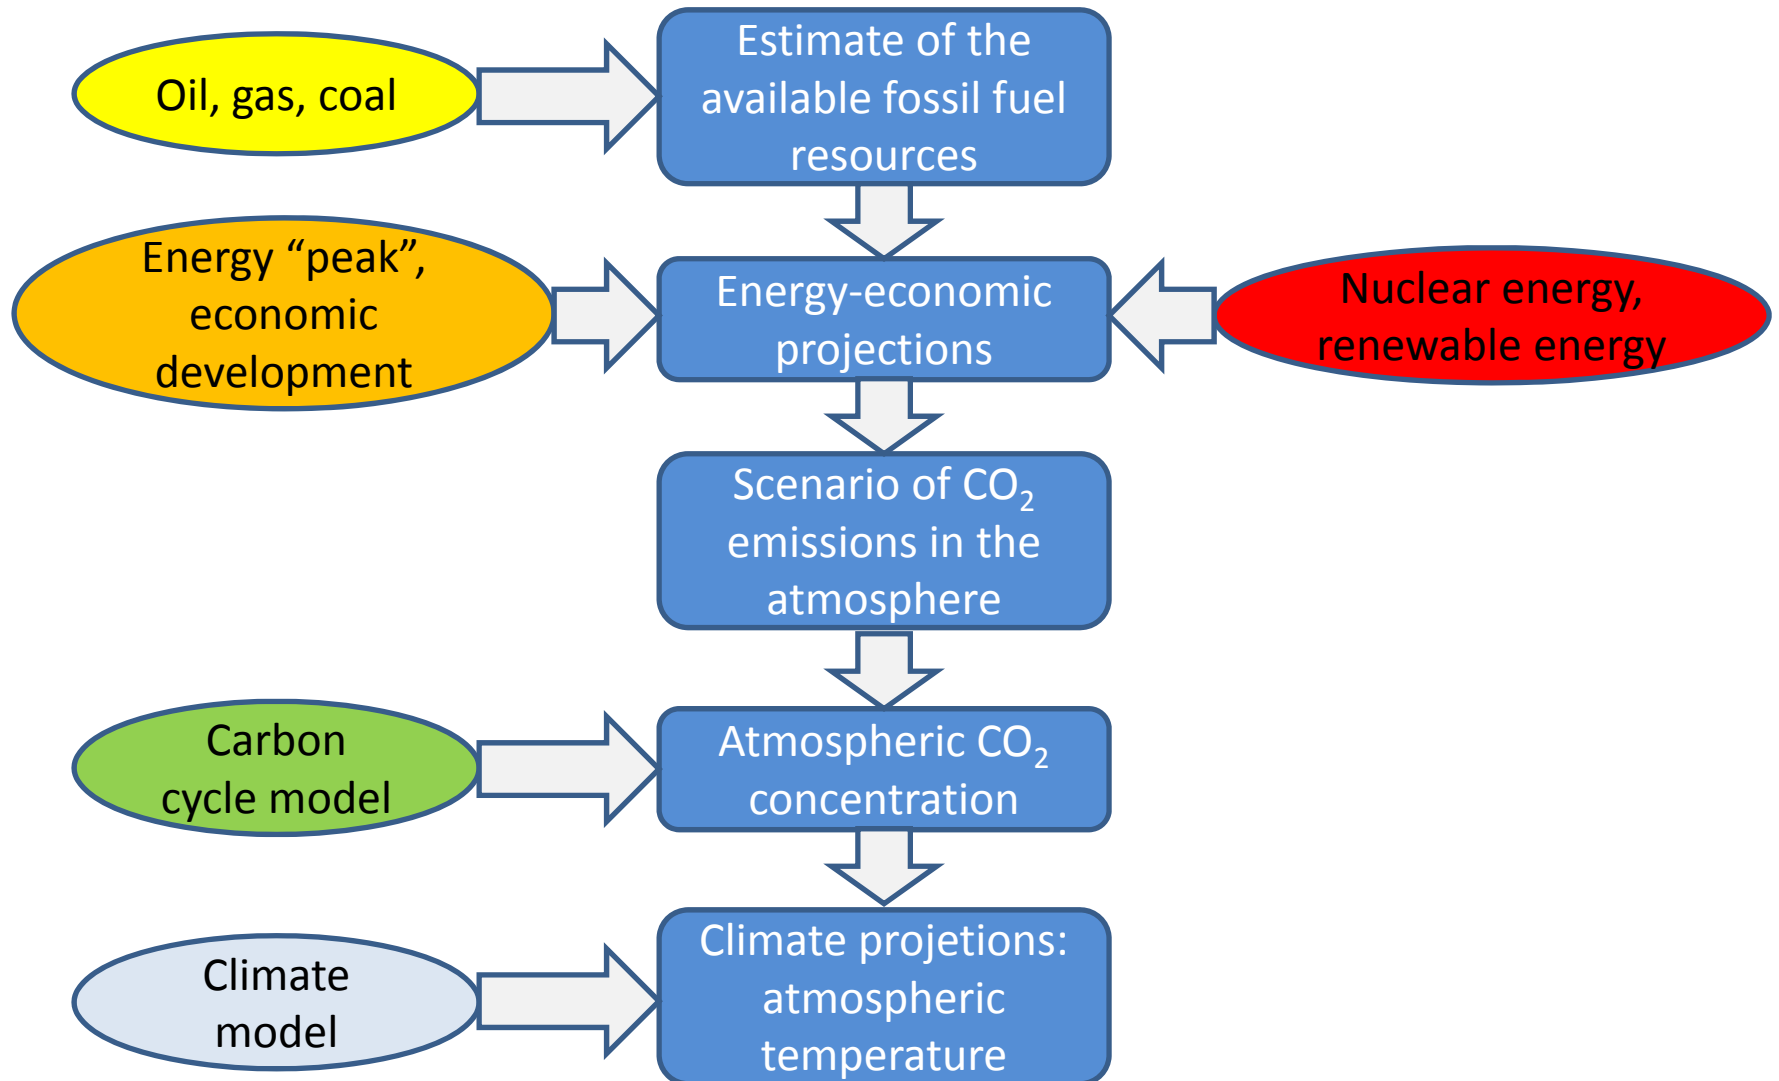 Oil, gas, coal
Estimate of the
available fossil fuel
resources
Energy “peak”,
economic
development
Energy-economic
projections
Nuclear energy,
renewable energy
Scenario of CO₂
emissions in the
atmosphere
Carbon
cycle model
Atmospheric CO₂
concentration
Climate
model
Climate projetions:
atmospheric
temperature